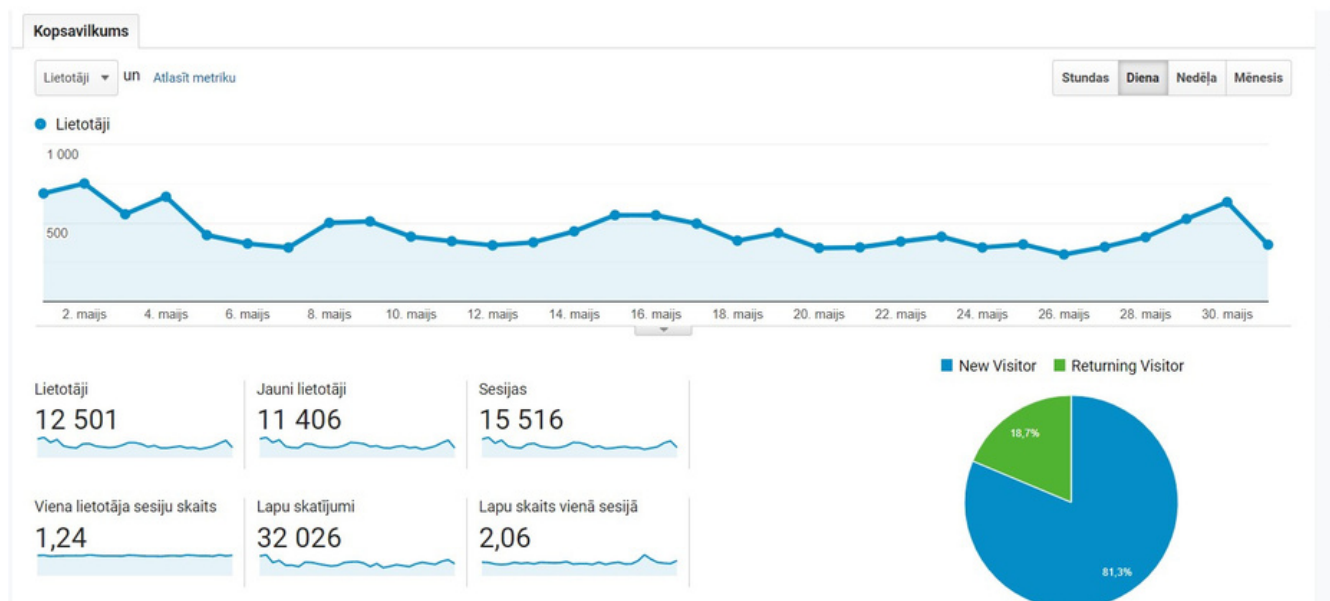 Kopsavilkums
Lietotāji un Atlasīt metriku
Stundas Diena Nedēļa Mēnesis
Lietotāji
1 000
500
2. maijs 4. maijs 6. maijs 8. maijs 10. maijs 12. maijs 14. maijs 16. maijs 18. maijs 20. maijs 22. maijs 24. maijs 26. maijs 28. maijs 30. maijs
New Visitor Returning Visitor
Lietotāji
12 501
Jauni lietotāji
11 406
Sesijas
15 516
Viena lietotāja sesiju skaits
1,24
Lapu skatījumi
32 026
Lapu skaits vienā sesijā
2,06
18,7%
81,3%